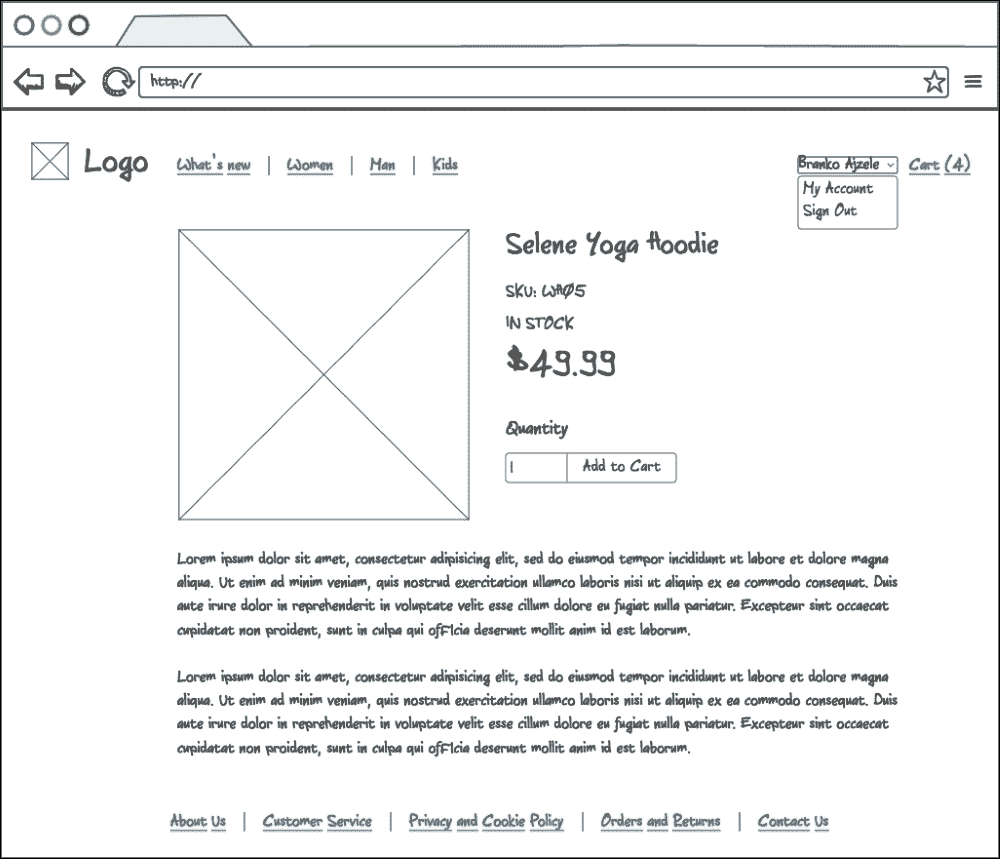 http://
Logo What's new | Women | Man | Kids Branko Ajzele Cart (4)
My Account
Sign Out
Selene Yoga Hoodie
SKU: WH05
IN STOCK
$49.99
Quantity
1 Add to Cart
Lorem ipsum dolor sit amet, consectetur adipisicing elit, sed do eiusmod tempor incididunt ut labore et dolore magna
aliqua. Ut enim ad minim veniam, quis nostrud exercitation ullamco laboris nisi ut aliquip ex ea commodo consequat. Duis
aute irure dolor in reprehenderit in voluptate velit esse cillum dolore eu fugiat nulla pariatur. Excepteur sint occaecat
cupidatat non proident, sunt in culpa qui officia deserunt mollit anim id est laborum.
Lorem ipsum dolor sit amet, consectetur adipisicing elit, sed do eiusmod tempor incididunt ut labore et dolore magna
aliqua. Ut enim ad minim veniam, quis nostrud exercitation ullamco laboris nisi ut aliquip ex ea commodo consequat. Duis
aute irure dolor in reprehenderit in voluptate velit esse cillum dolore eu fugiat nulla pariatur. Excepteur sint occaecat
cupidatat non proident, sunt in culpa qui officia deserunt mollit anim id est laborum.
About Us | Customer Service | Privacy and Cookie Policy | Orders and Returns | Contact Us